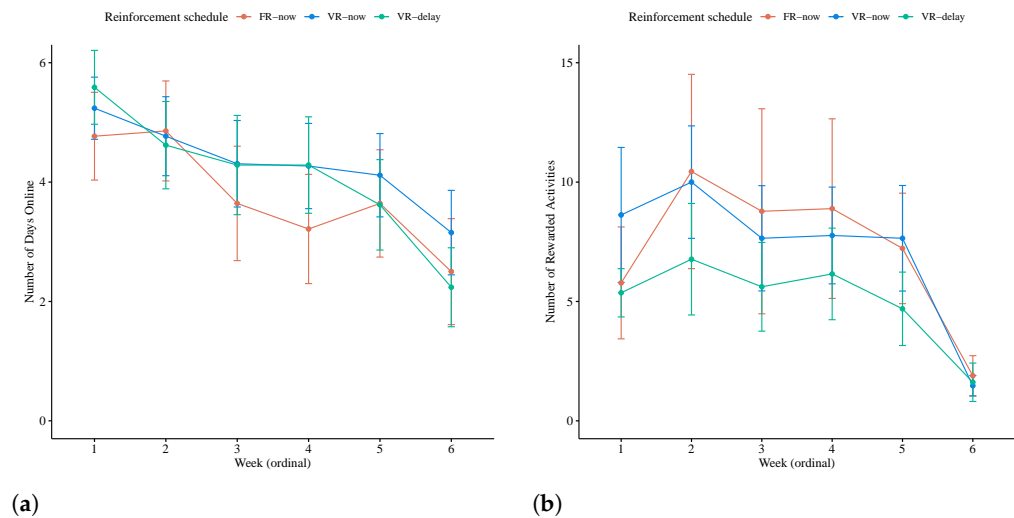 Reinforcement schedule FR−now VR−now VR−delay
Number of Days Online
6
4
2
0
1 2 3 4 5 6
Week (ordinal)
(a)
Reinforcement schedule FR−now VR−now VR−delay
Number of Rewarded Activities
15
10
5
0
1 2 3 4 5 6
Week (ordinal)
(b)